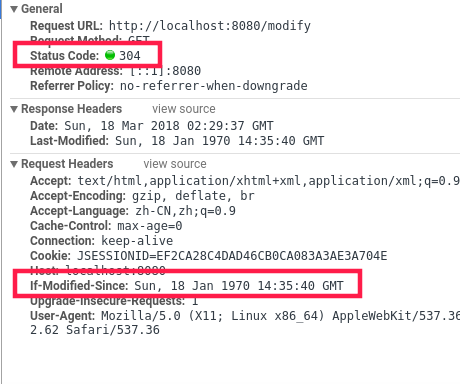 General
Request URL: http://localhost:8080/modify
Request Method: GET
Status Code: 304
Remote Address: [::1]:8080
Referrer Policy: no-referrer-when-downgrade
Response Headers view source
Date: Sun, 18 Mar 2018 02:29:37 GMT
Last-Modified: Sun, 18 Jan 1970 14:35:40 GMT
Request Headers view source
Accept: text/html,application/xhtml+xml,application/xml;q=0.9
Accept-Encoding: gzip, deflate, br
Accept-Language: zh-CN,zh;q=0.9
Cache-Control: max-age=0
Connection: keep-alive
Cookie: JSESSIONID=EF2CA28C4DAD46CB0CA083A3AE3A704E
Host: localhost:8080
If-Modified-Since: Sun, 18 Jan 1970 14:35:40 GMT
Upgrade-Insecure-Requests: 1
User-Agent: Mozilla/5.0 (X11; Linux x86_64) AppleWebKit/537.36
2.62 Safari/537.36